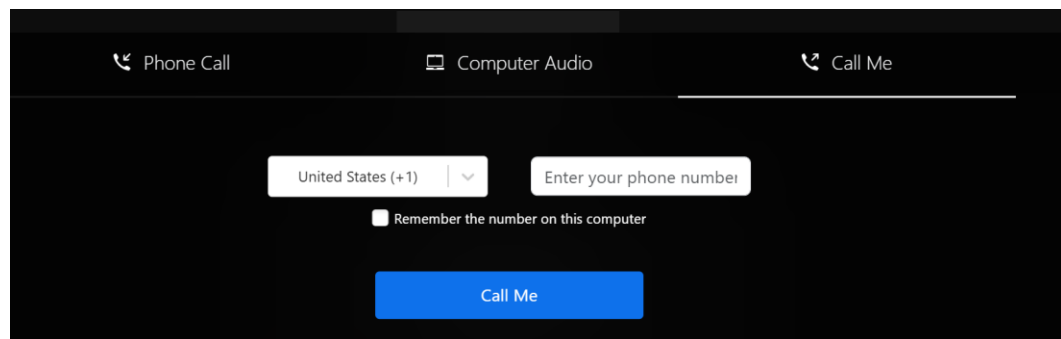 Phone Call
Computer Audio
Call Me
United States (+1)
Enter your phone number
Remember the number on this computer
Call Me